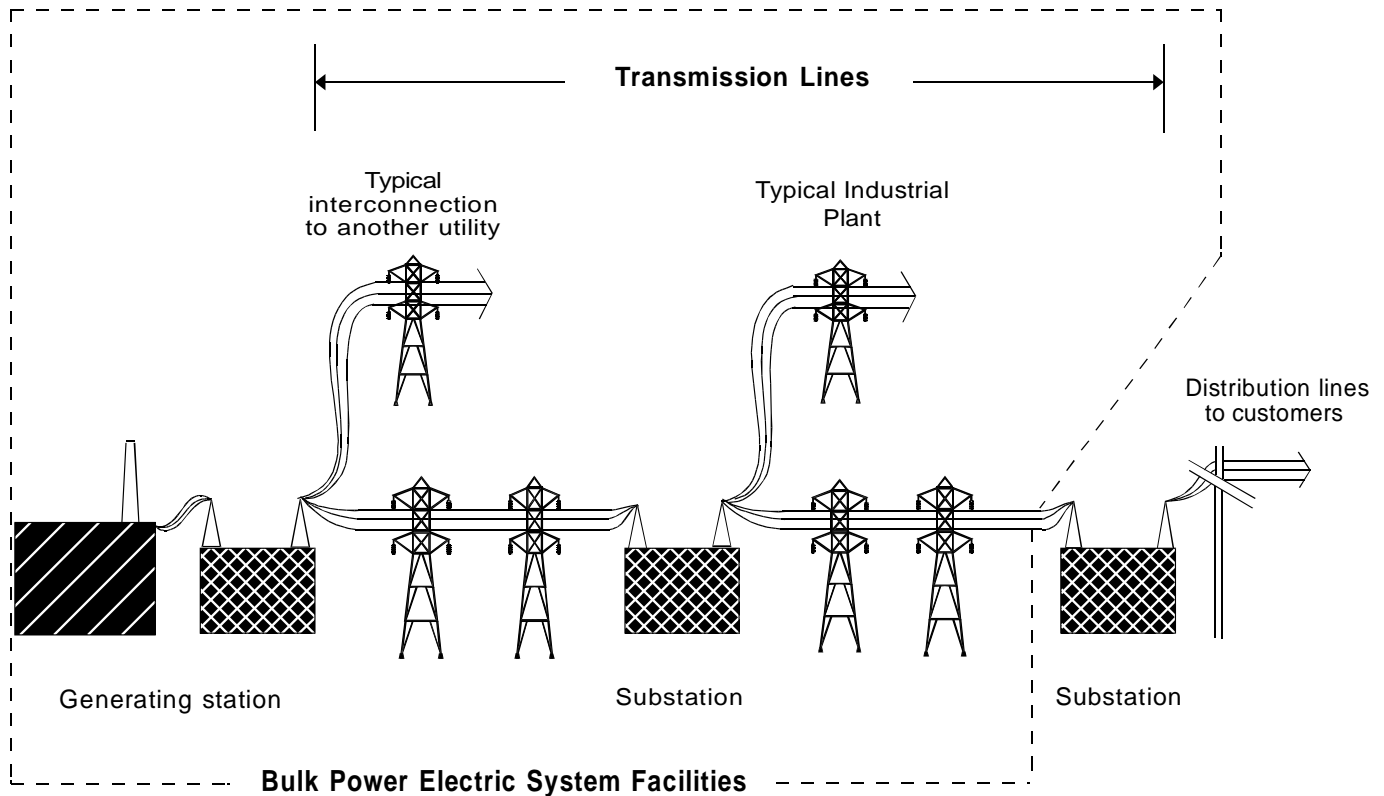 Transmission Lines
Typical
interconnection
to another utility
Typical Industrial
Plant
Distribution lines
to customers
Generating station
Substation
Substation
Bulk Power Electric System Facilities